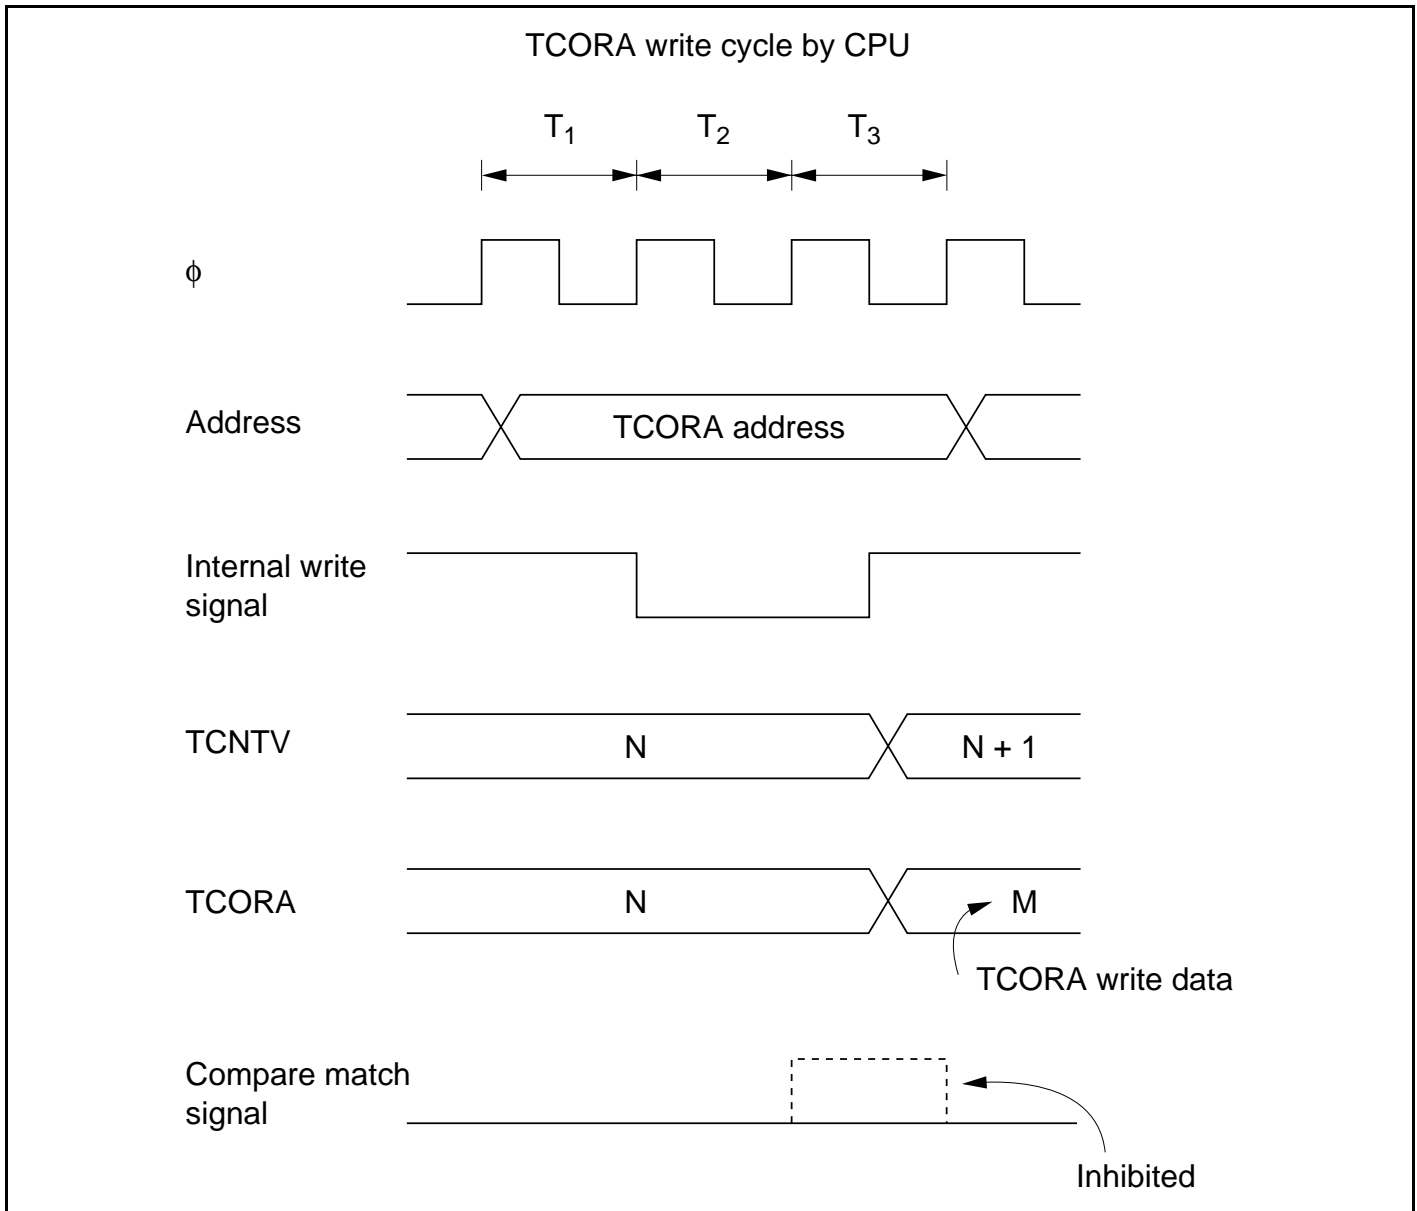 TCORA write cycle by CPU
T1 T2 T3
ϕ
Address
TCORA address
Internal write
signal
TCNTV
N
N + 1
TCORA
N
M
TCORA write data
Compare match
signal
Inhibited